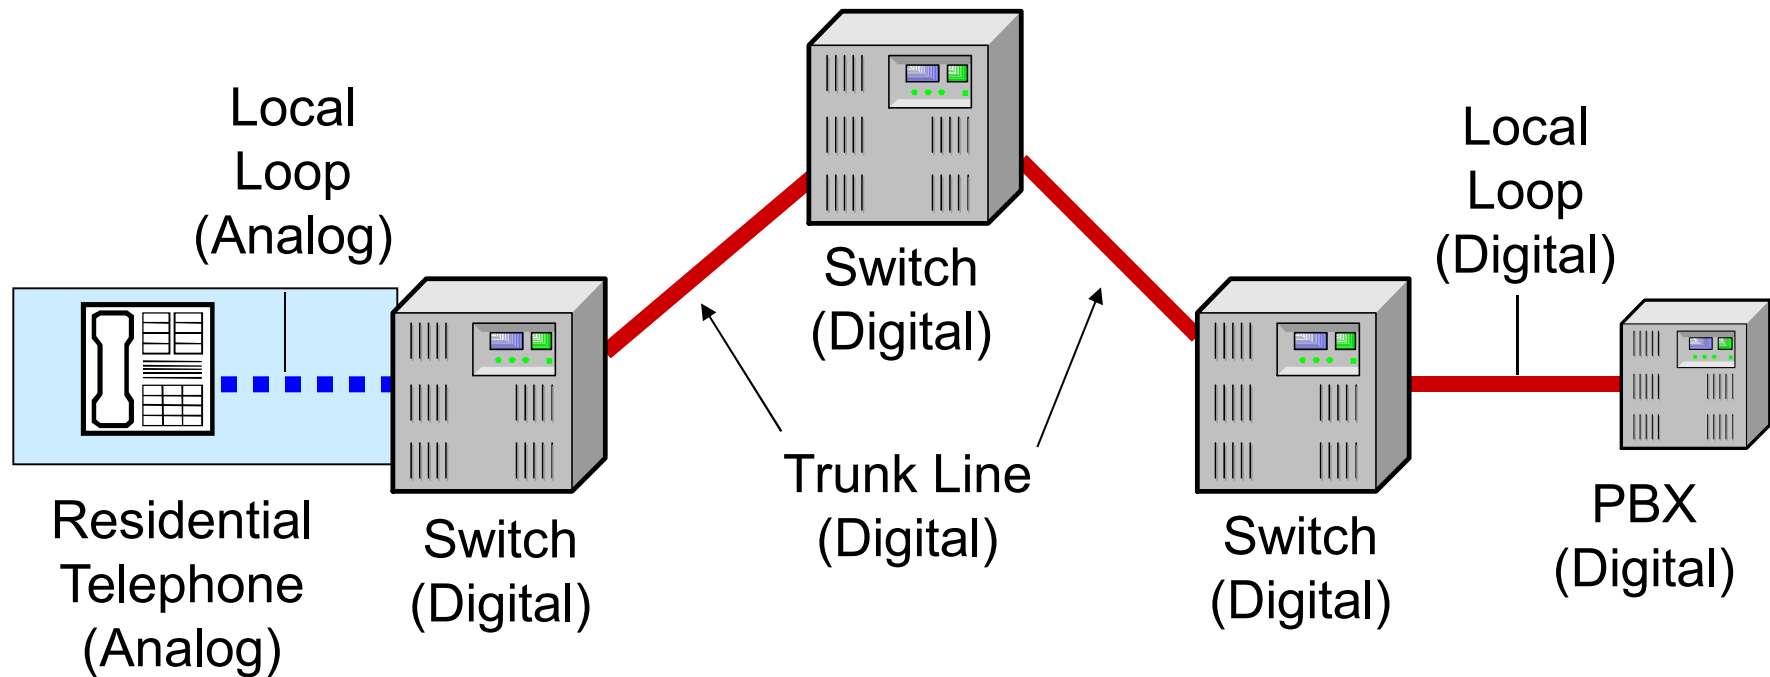 Local
Loop
(Analog)
Switch
(Digital)
Local
Loop
(Digital)
Residential
Telephone
(Analog)
Switch
(Digital)
Trunk Line
(Digital)
Switch
(Digital)
PBX
(Digital)